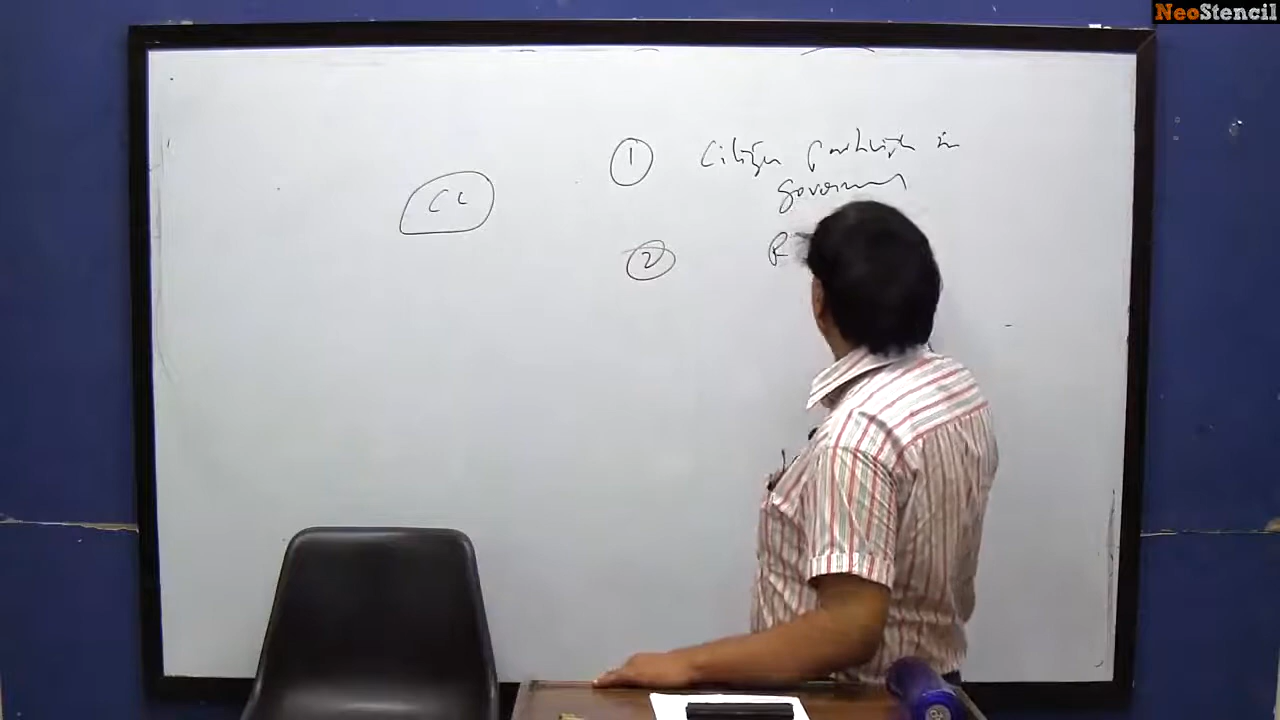 NeoStencil
① Citizen participation in
governance
CC
② R